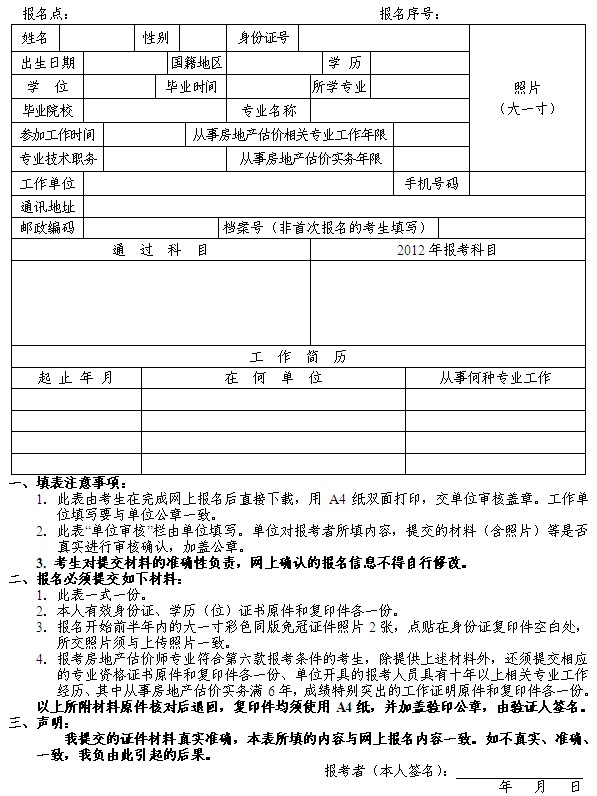 报名点： 报名序号：
姓名 性别 身份证号
出生日期 国籍地区 学 历
照片
（大一寸）
学 位 毕业时间 所学专业
毕业院校 专业名称
参加工作时间 从事房地产估价相关专业工作年限
专业技术职务 从事房地产估价实务年限
工作单位 手机号码
通讯地址
邮政编码 档案号（非首次报名的考生填写）
通 过 科 目 2012年报考科目
工 作 简 历
起 止 年 月 在 何 单 位 从事何种专业工作
一、填表注意事项：
1. 此表由考生在完成网上报名后直接下载，用 A4 纸双面打印，交单位审核盖章。工作单
位填写要与单位公章一致。
2. 此表“单位审核”栏由单位填写。单位对报考者所填内容，提交的材料（含照片）等是否
真实进行审核确认，加盖公章。
3. 考生对提交材料的准确性负责，网上确认的报名信息不得自行修改。
二、报名必须提交如下材料：
1. 此表一式一份。
2. 本人有效身份证、学历（位）证书原件和复印件各一份。
3. 报名开始前半年内的大一寸彩色同版免冠证件照片 2 张，点贴在身份证复印件空白处，
所交照片须与上传照片一致。
4. 报考房地产估价师专业符合第六款报考条件的考生，除提供上述材料外，还须提交相应
的专业资格证书原件和复印件各一份、单位开具的报考人员具有十年以上相关专业工作
经历、其中从事房地产估价实务满 6 年，成绩特别突出的工作证明原件和复印件各一份。
以上所附材料原件核对后退回，复印件均须使用 A4 纸，并加盖验印公章，由验证人签名。
三、声明：
我提交的证件材料真实准确，本表所填的内容与网上报名内容一致。如不真实、准确、
一致，我负由此引起的后果。
报考者（本人签名）：
年 月 日